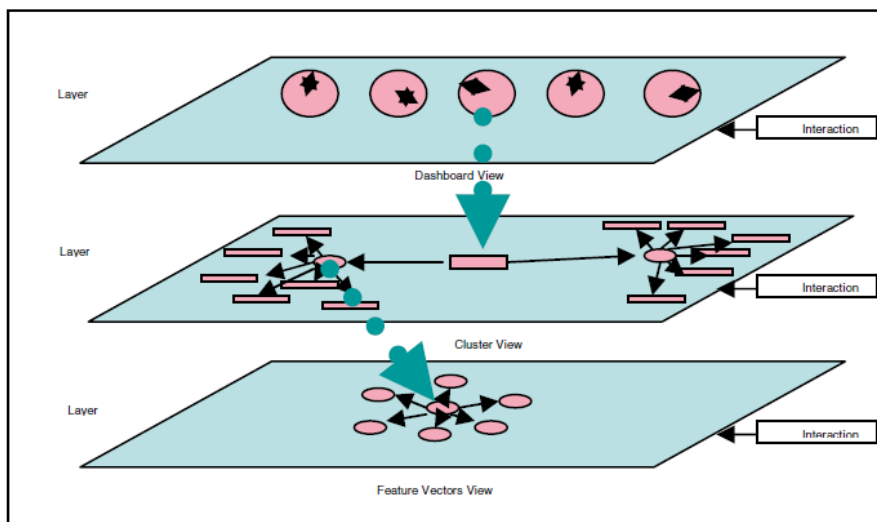 Layer
Interaction
Dashboard View
Layer
Interaction
Cluster View
Layer
Interaction
Feature Vectors View